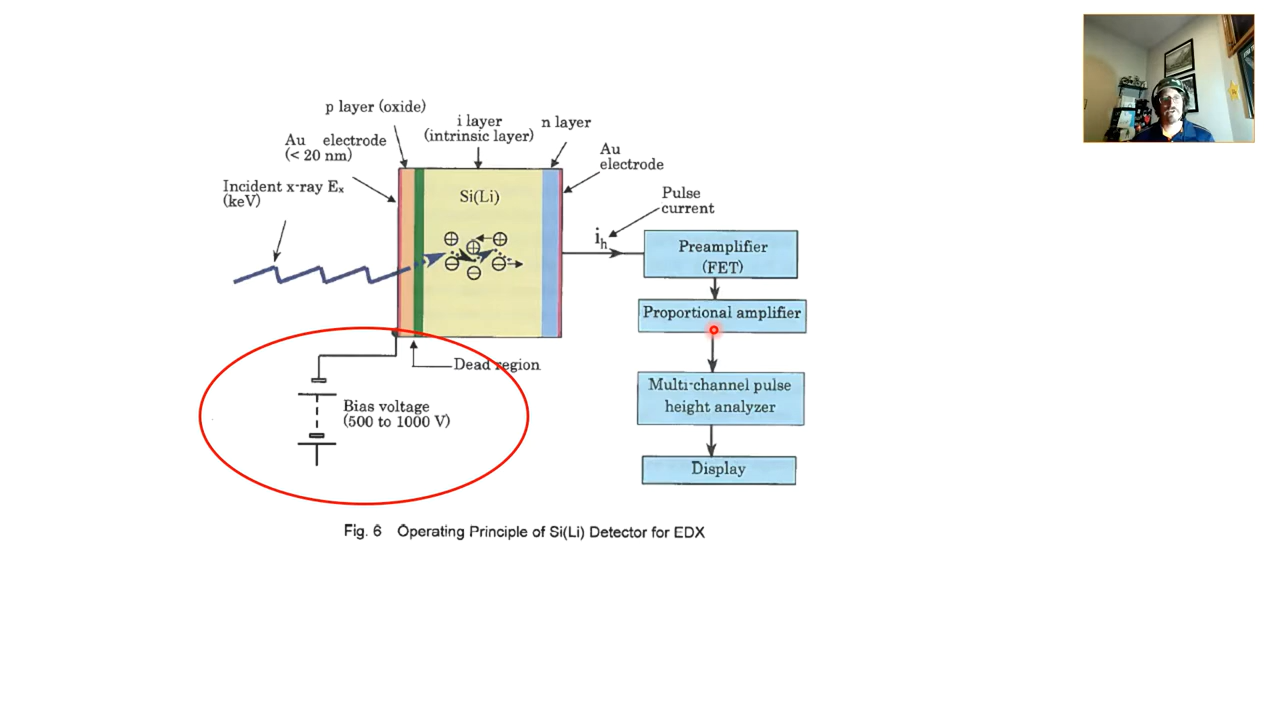 p layer (oxide)
i layer
(intrinsic layer)
n layer
Au electrode
(< 20 nm)
Au
electrode
Incident x-ray Ex
(keV)
Si(Li)
Pulse
current
ih
Preamplifier
(FET)
Proportional amplifier
Dead region
Multi-channel pulse
height analyzer
Bias voltage
(500 to 1000 V)
Display
Fig. 6 Operating Principle of Si(Li) Detector for EDX